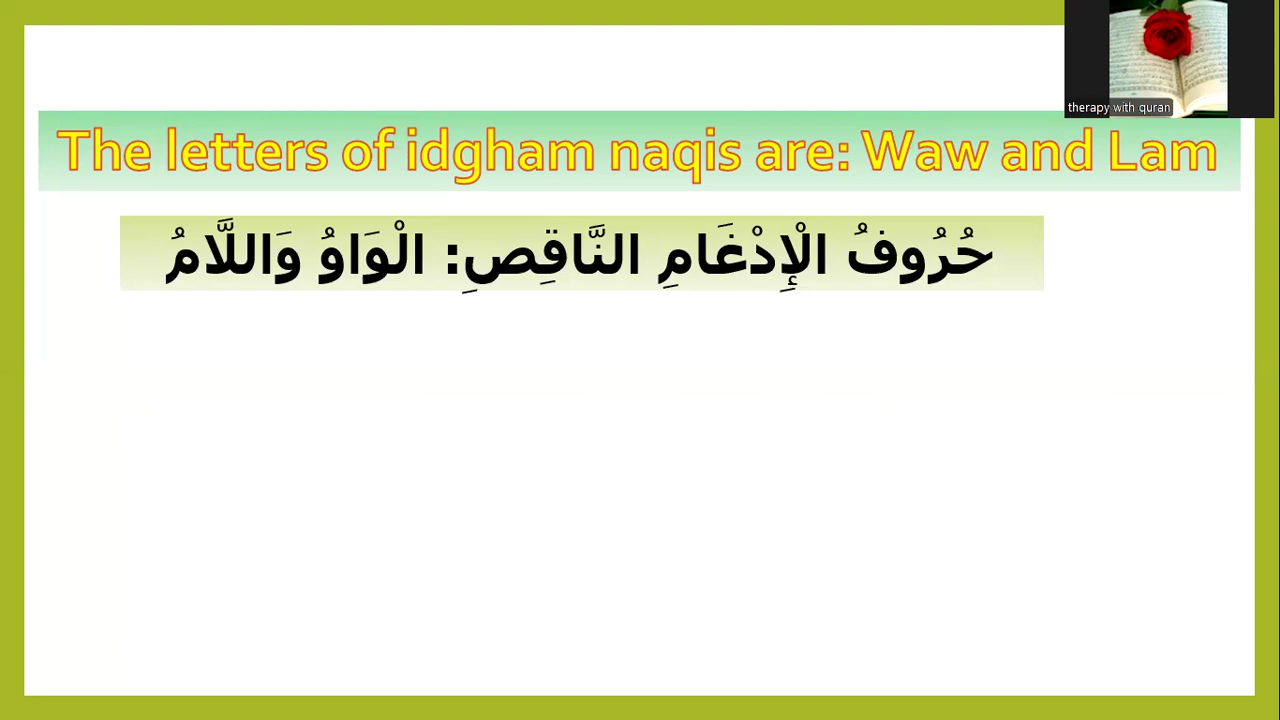 therapy with quran
The letters of idgham naqis are: Waw and Lam
حُرُوفُ الْإِدْغَامِ النَّاقِصِ: الْوَاوُ وَاللَّامُ